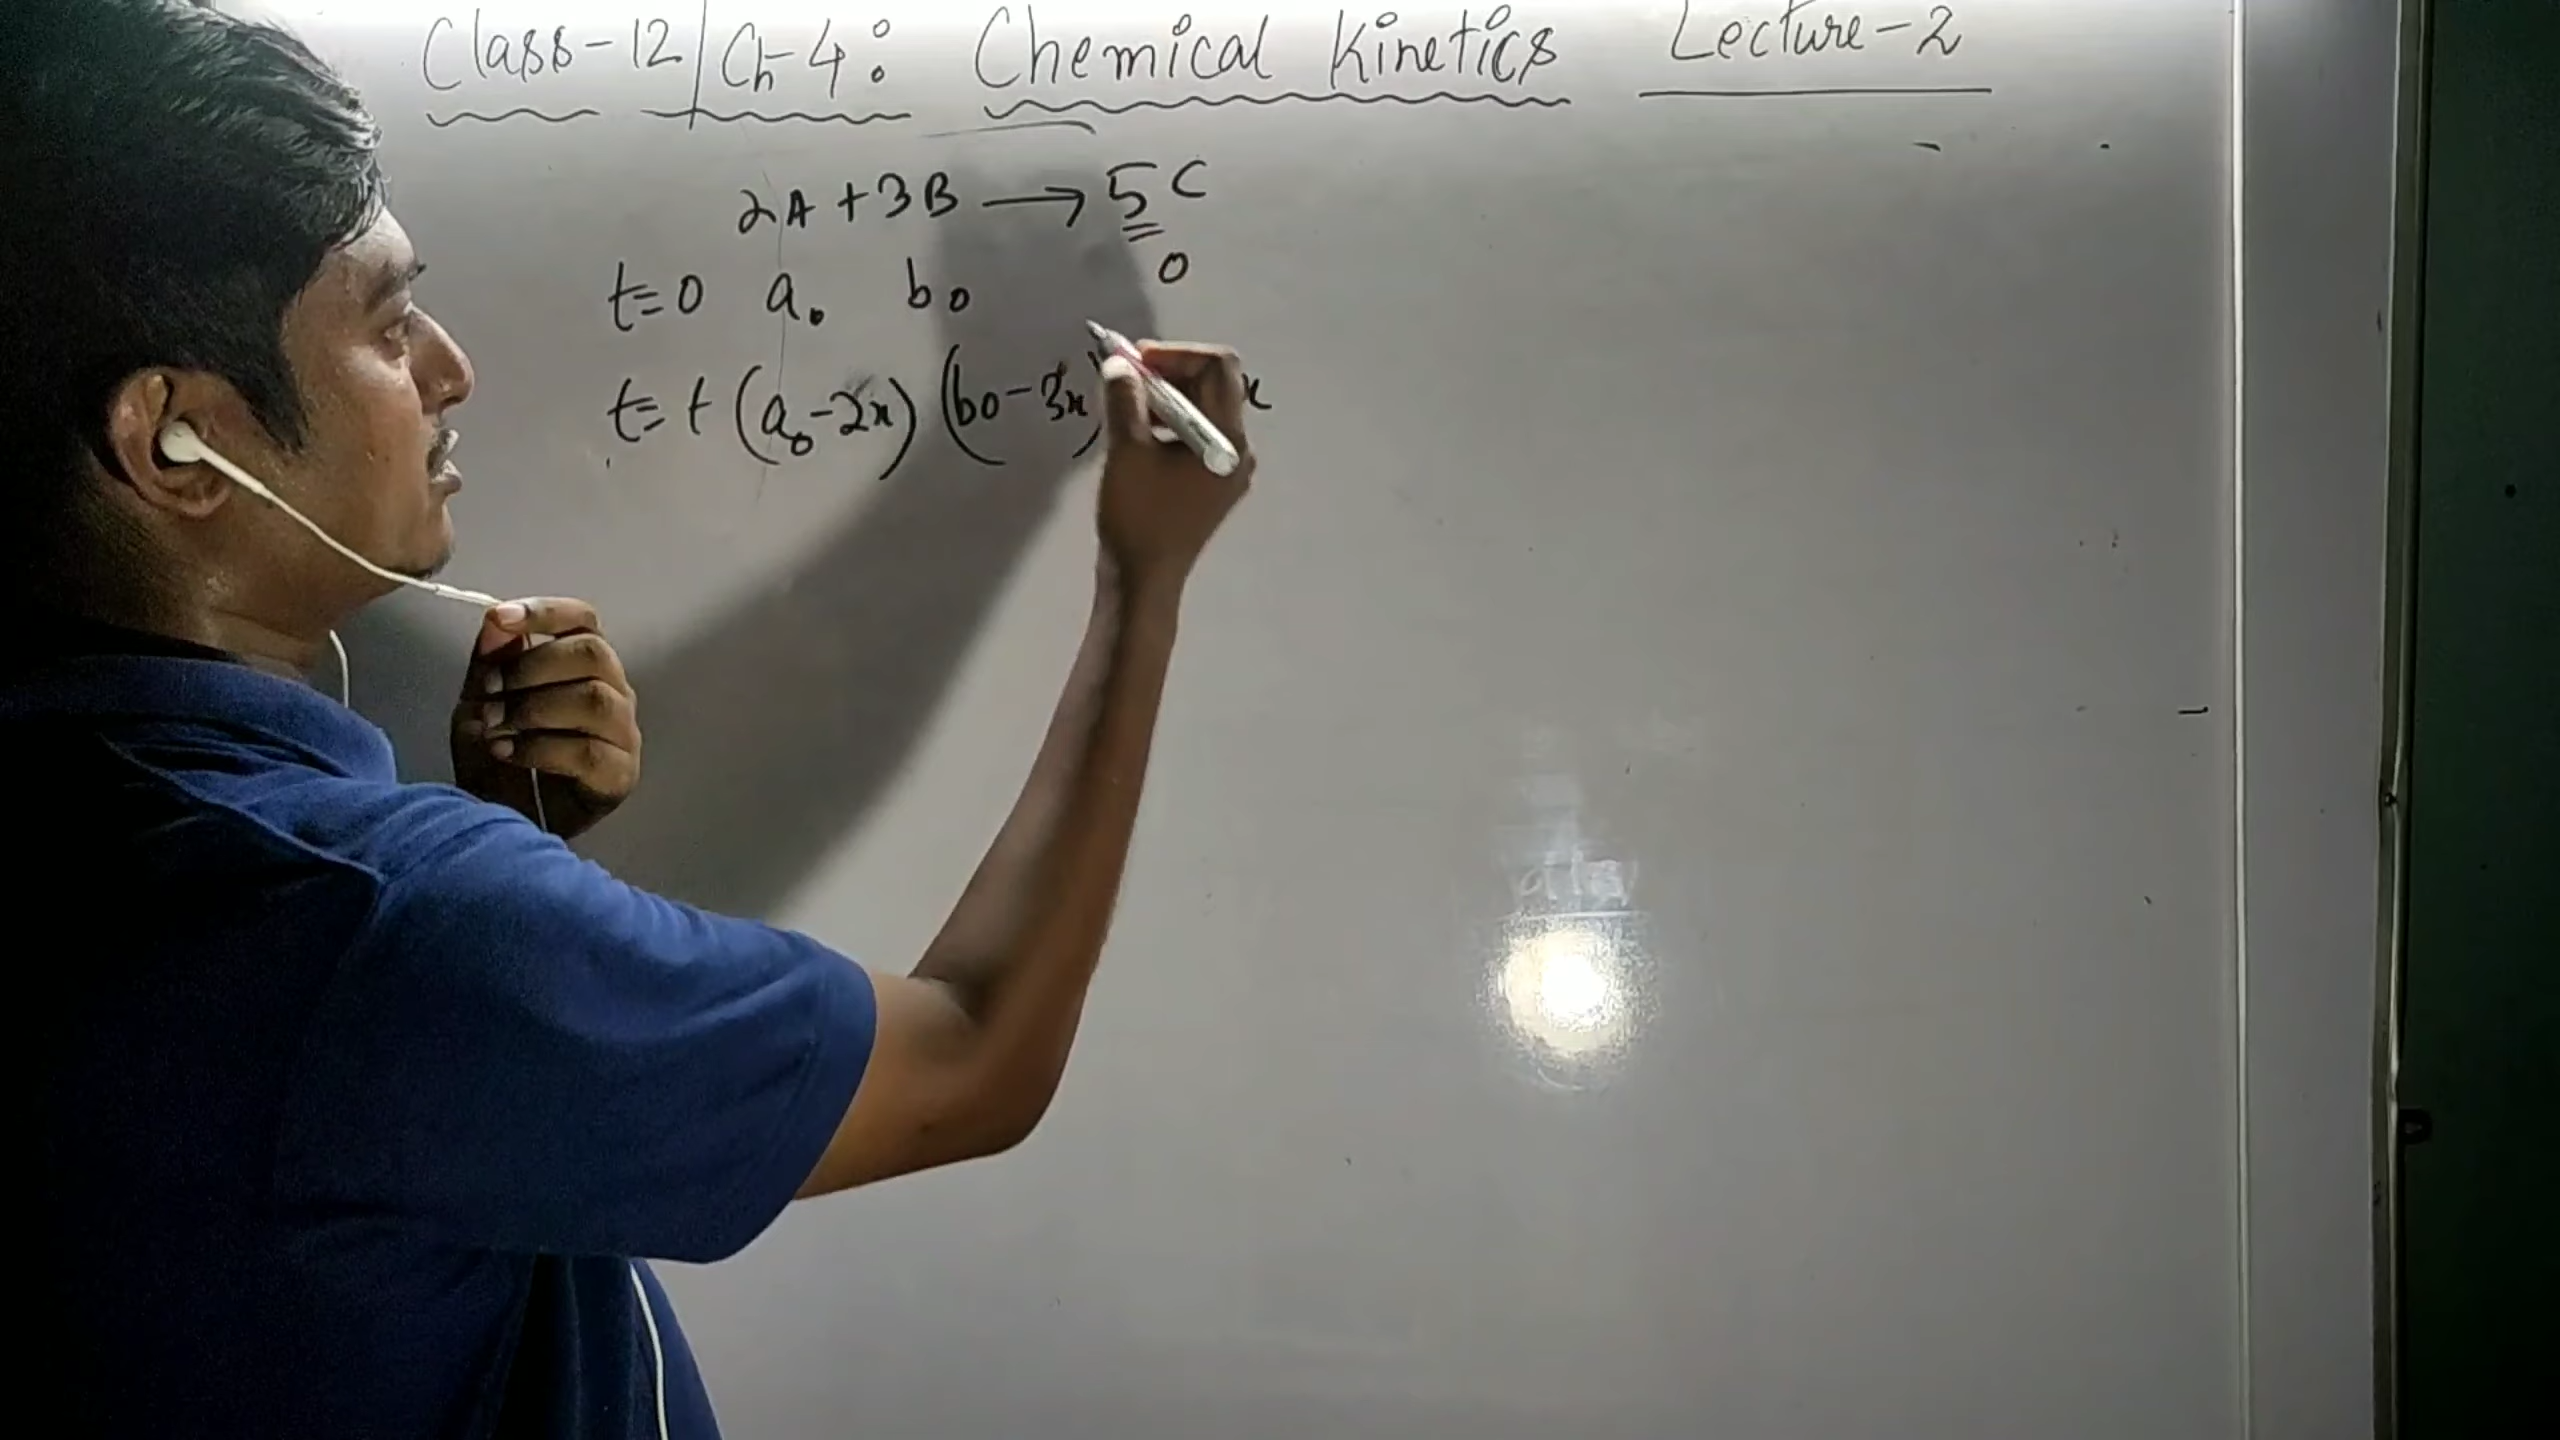 Class-12/Ch-4: Chemical Kinetics Lecture-2
2A + 3B → 5C
t=0 a₀ b₀ 0
t=t (a₀-2x) (b₀-3x) x